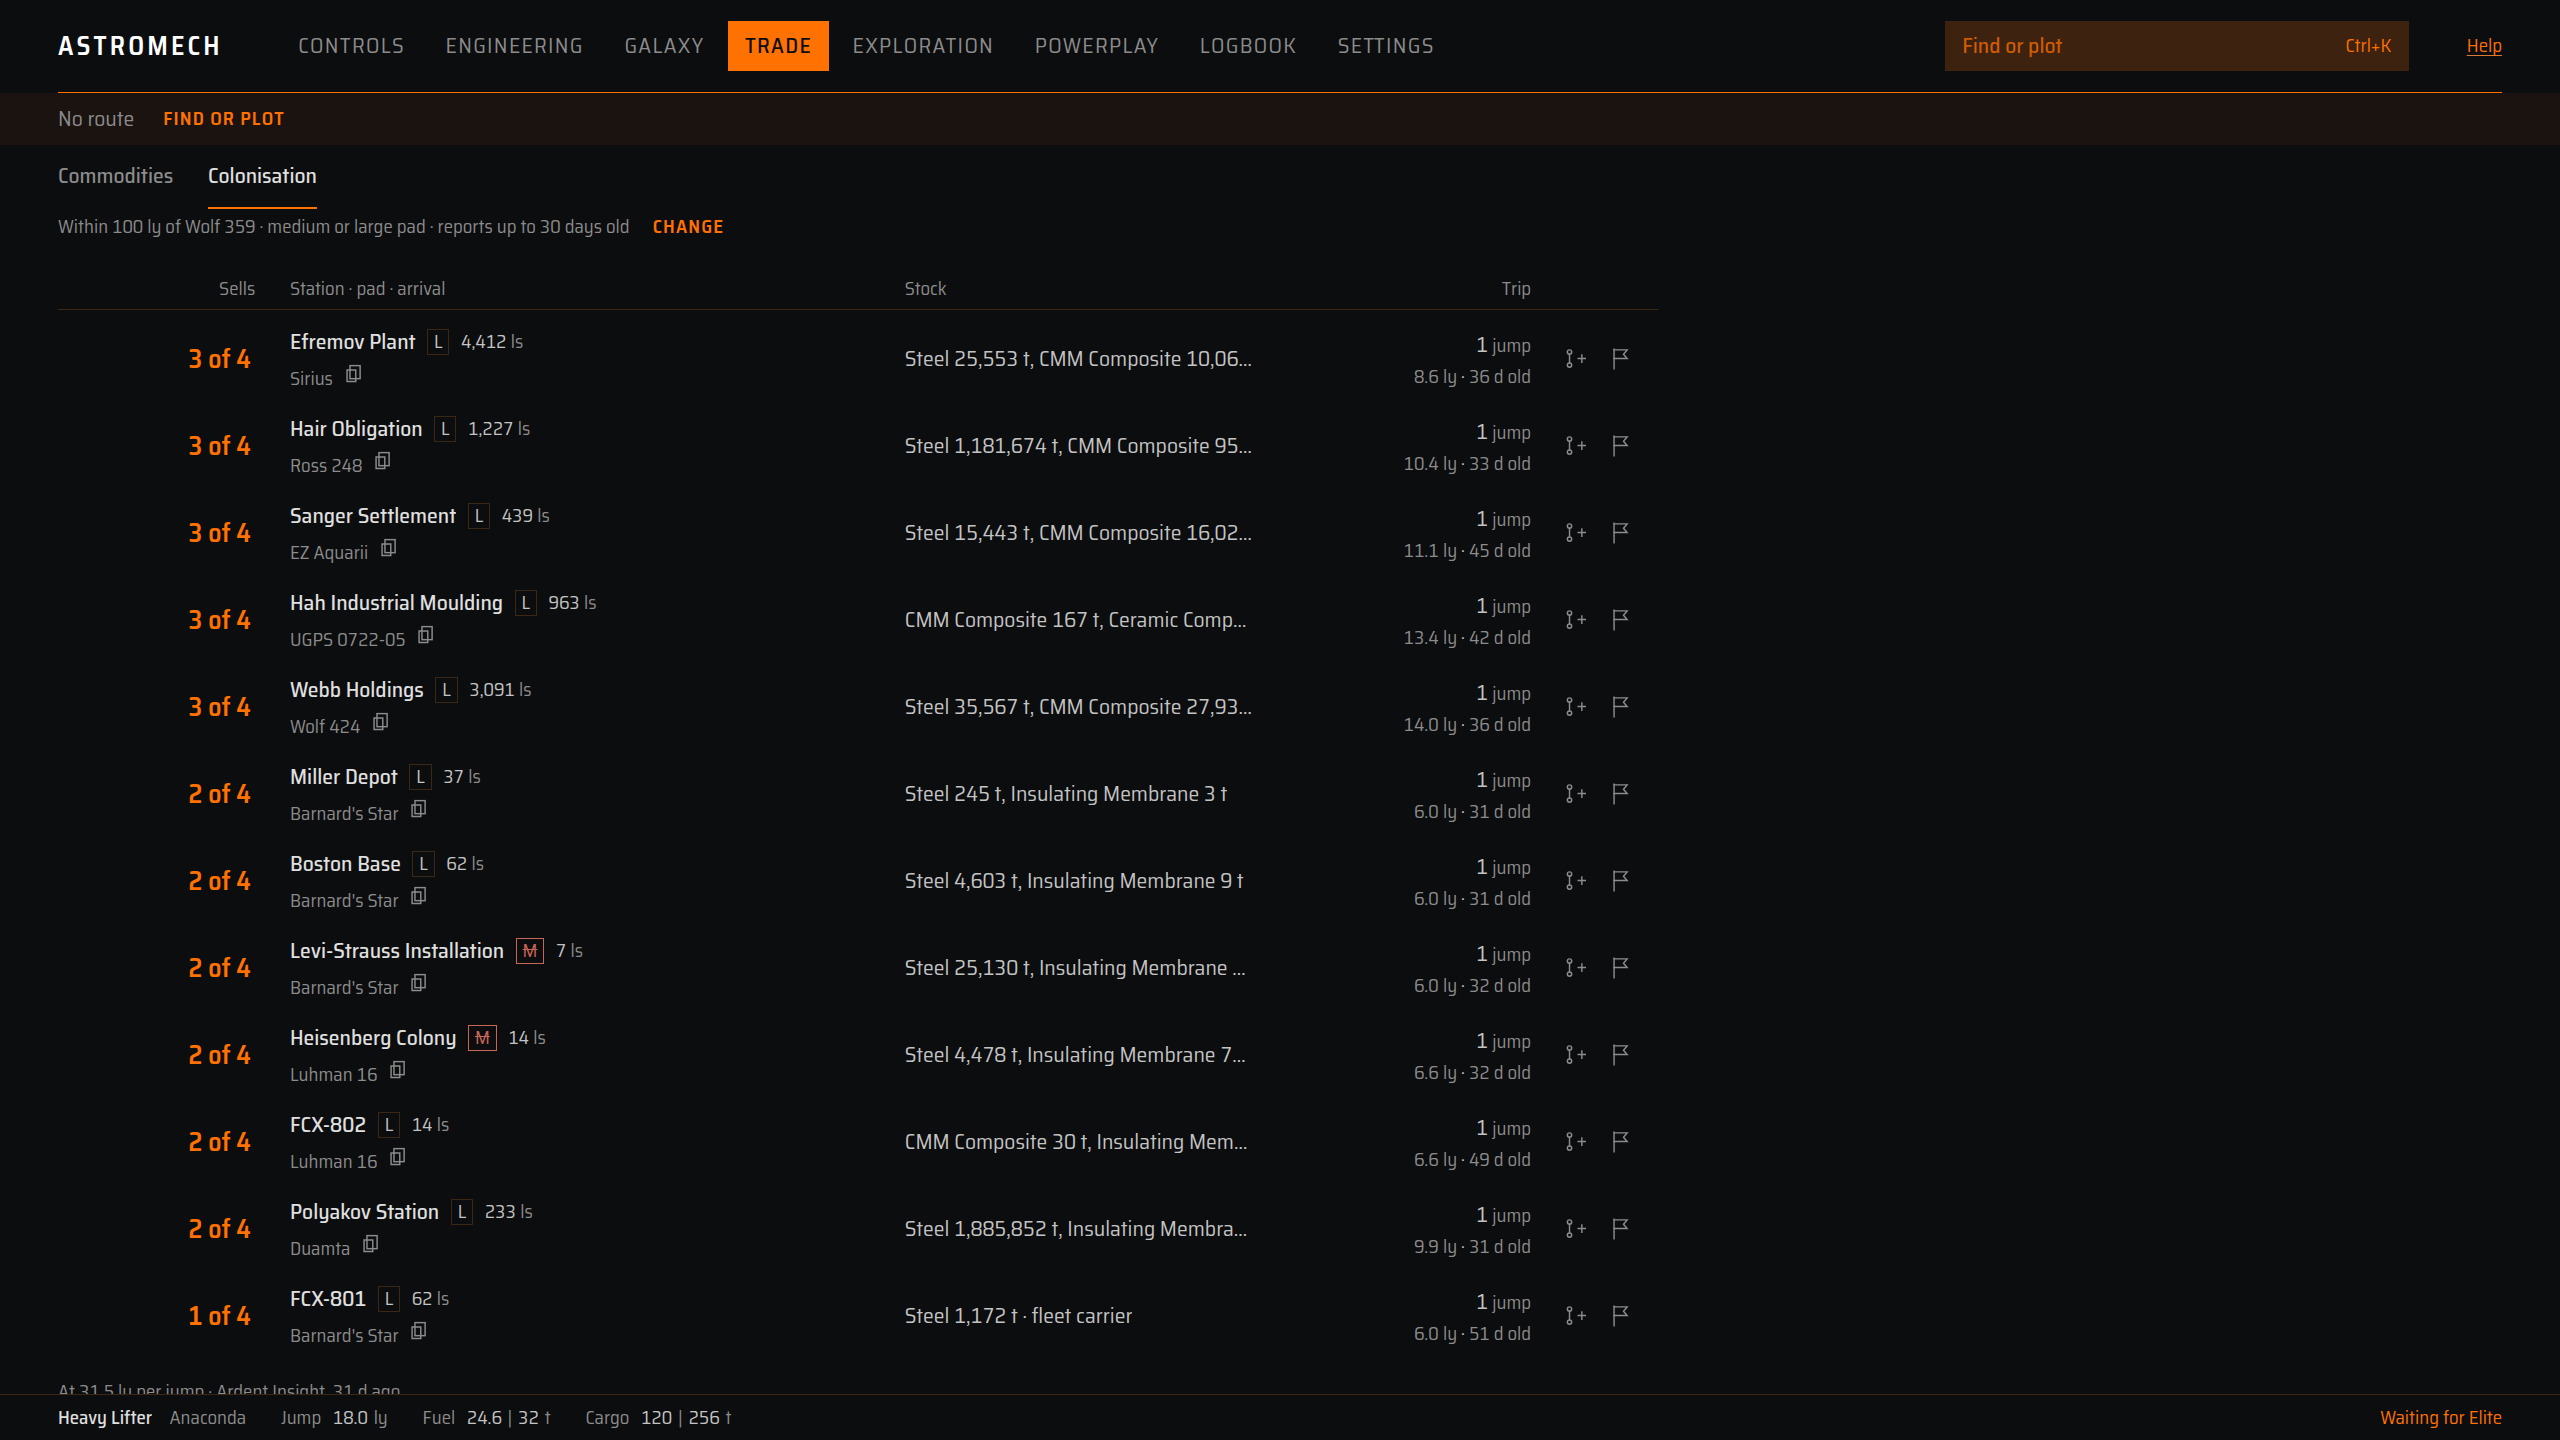 ASTROMECH CONTROLS ENGINEERING GALAXY TRADE EXPLORATION POWERPLAY LOGBOOK SETTINGS Find or plot Ctrl+K Help
No route FIND OR PLOT
Commodities Colonisation
Within 100 ly of Wolf 359 · medium or large pad · reports up to 30 days old CHANGE
Sells Station · pad · arrival Stock Trip
Efremov Plant L 4,412 ls
3 of 4 Steel 25,553 t, CMM Composite 10,06... 1 jump
Sirius 8.6 ly · 36 d old
Hair Obligation L 1,227 ls
3 of 4 Steel 1,181,674 t, CMM Composite 95... 1 jump
Ross 248 10.4 ly · 33 d old
Sanger Settlement L 439 ls
3 of 4 Steel 15,443 t, CMM Composite 16,02... 1 jump
EZ Aquarii 11.1 ly · 45 d old
Hah Industrial Moulding L 963 ls
3 of 4 CMM Composite 167 t, Ceramic Comp... 1 jump
UGPS 0722-05 13.4 ly · 42 d old
Webb Holdings L 3,091 ls
3 of 4 Steel 35,567 t, CMM Composite 27,93... 1 jump
Wolf 424 14.0 ly · 36 d old
Miller Depot L 37 ls
2 of 4 Steel 245 t, Insulating Membrane 3 t 1 jump
Barnard's Star 6.0 ly · 31 d old
Boston Base L 62 ls
2 of 4 Steel 4,603 t, Insulating Membrane 9 t 1 jump
Barnard's Star 6.0 ly · 31 d old
Levi-Strauss Installation M 7 ls
2 of 4 Steel 25,130 t, Insulating Membrane ... 1 jump
Barnard's Star 6.0 ly · 32 d old
Heisenberg Colony M 14 ls
2 of 4 Steel 4,478 t, Insulating Membrane 7... 1 jump
Luhman 16 6.6 ly · 32 d old
FCX-802 L 14 ls
2 of 4 CMM Composite 30 t, Insulating Mem... 1 jump
Luhman 16 6.6 ly · 49 d old
Polyakov Station L 233 ls
2 of 4 Steel 1,885,852 t, Insulating Membra... 1 jump
Duamta 9.9 ly · 31 d old
FCX-801 L 62 ls
1 of 4 Steel 1,172 t · fleet carrier 1 jump
Barnard's Star 6.0 ly · 51 d old
At 31.5 ly per jump · Ardent Insight, 31 d ago
Heavy Lifter Anaconda Jump 18.0 ly Fuel 24.6 | 32 t Cargo 120 | 256 t Waiting for Elite